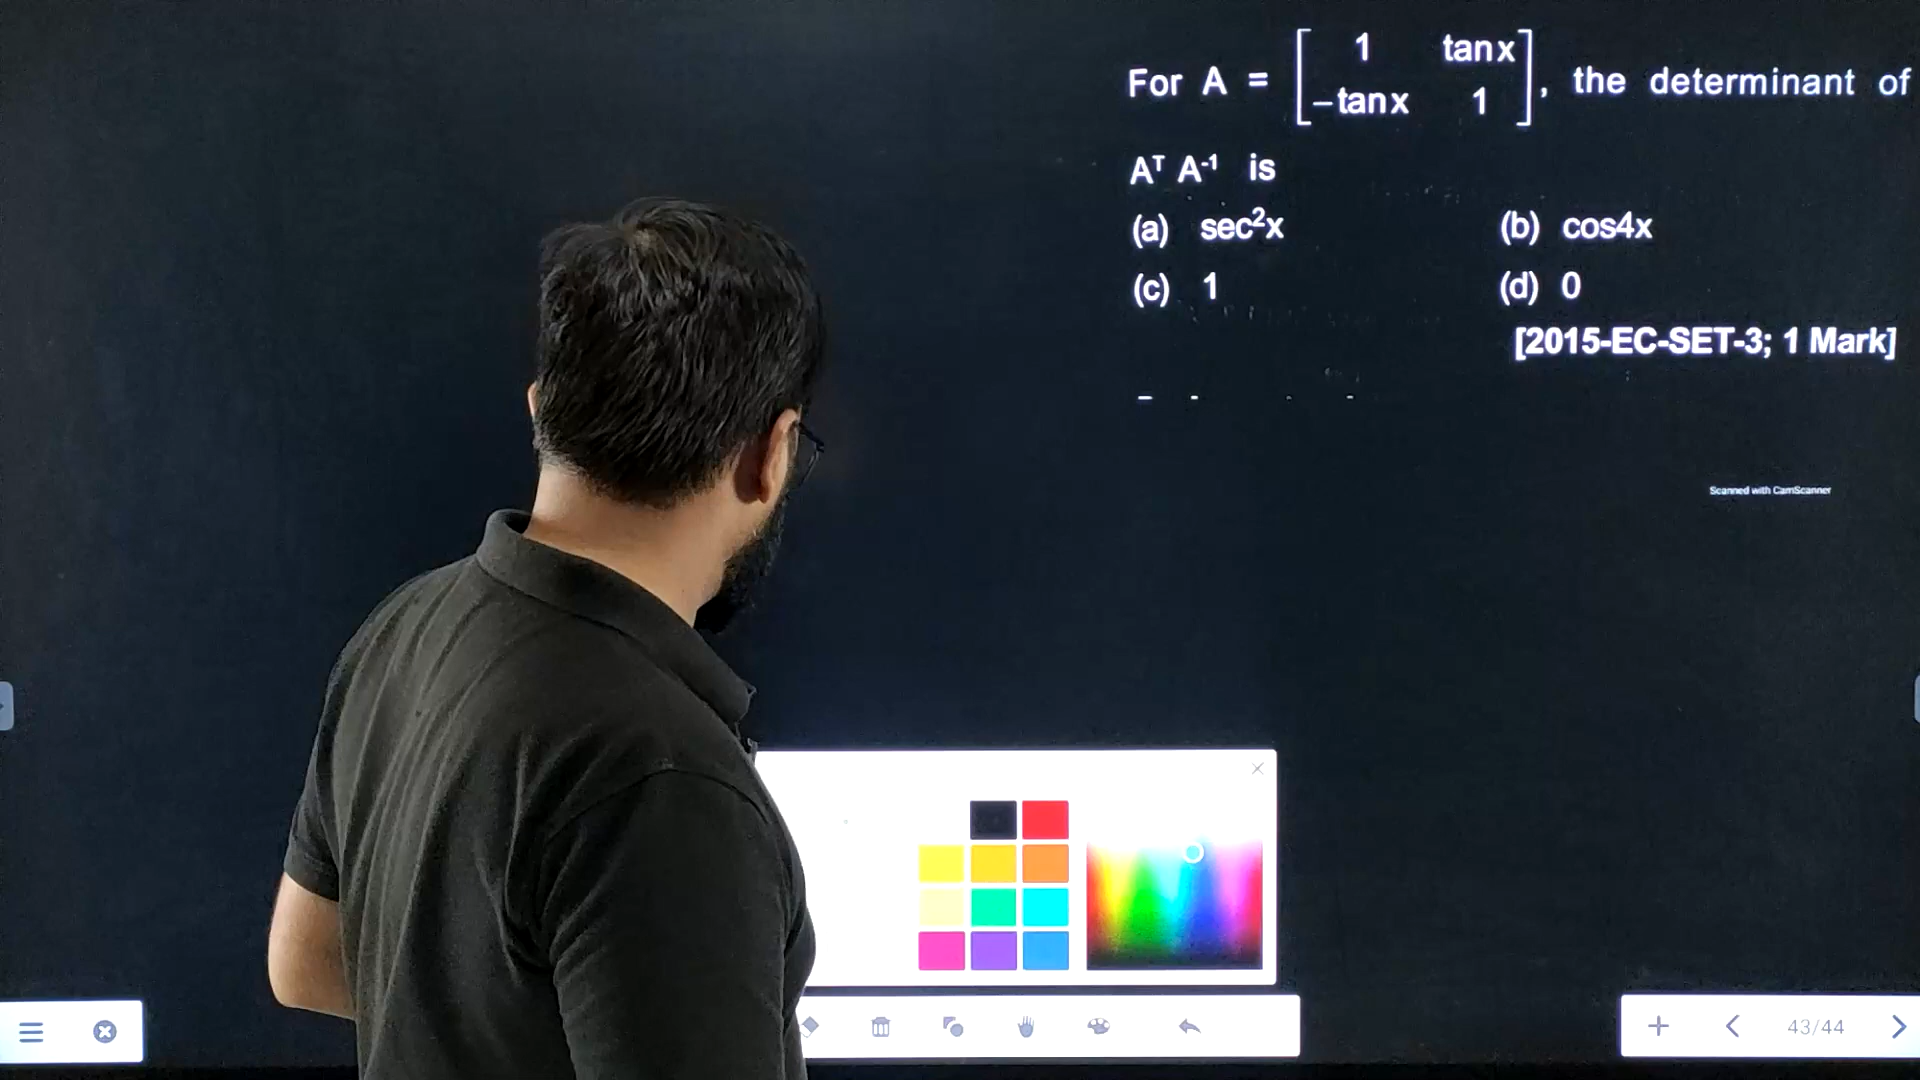 For A = [ 1 tanx
-tanx 1 ], the determinant of
Aᵀ A⁻¹ is
(a) sec²x (b) cos4x
(c) 1 (d) 0
[2015-EC-SET-3; 1 Mark]
Scanned with CamScanner
43/44